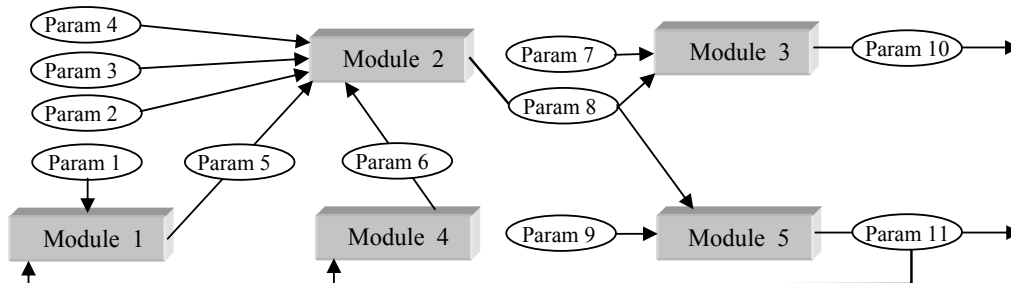 Param 4
Param 3
Param 2
Param 1
Module 2
Param 7
Module 3
Param 10
Param 8
Param 5
Param 6
Module 1
Module 4
Param 9
Module 5
Param 11